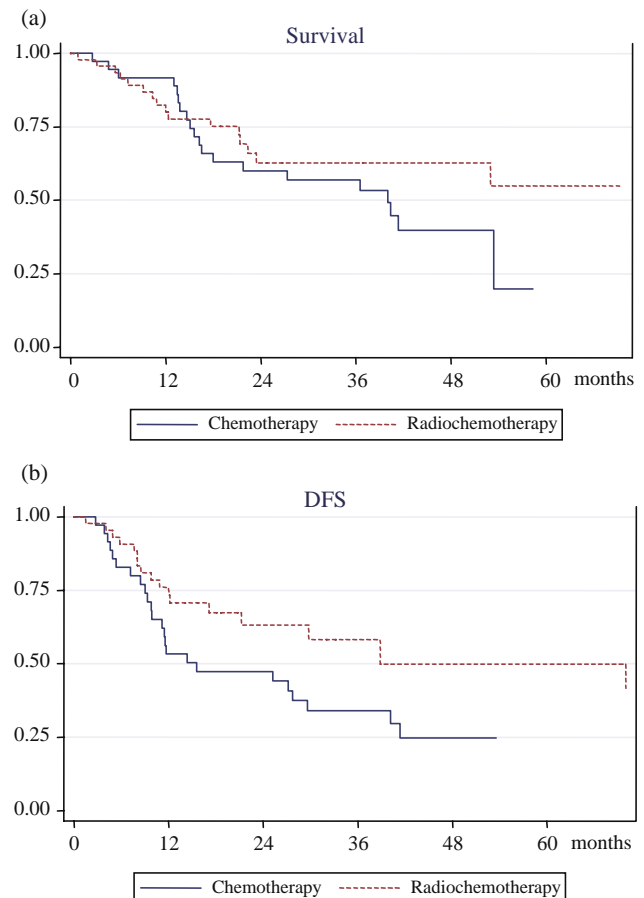 (a)
Survival
1.00
0.75
0.50
0.25
0.00
0 12 24 36 48 60 months
Chemotherapy Radiochemotherapy
(b)
DFS
1.00
0.75
0.50
0.25
0.00
0 12 24 36 48 60 months
Chemotherapy Radiochemotherapy